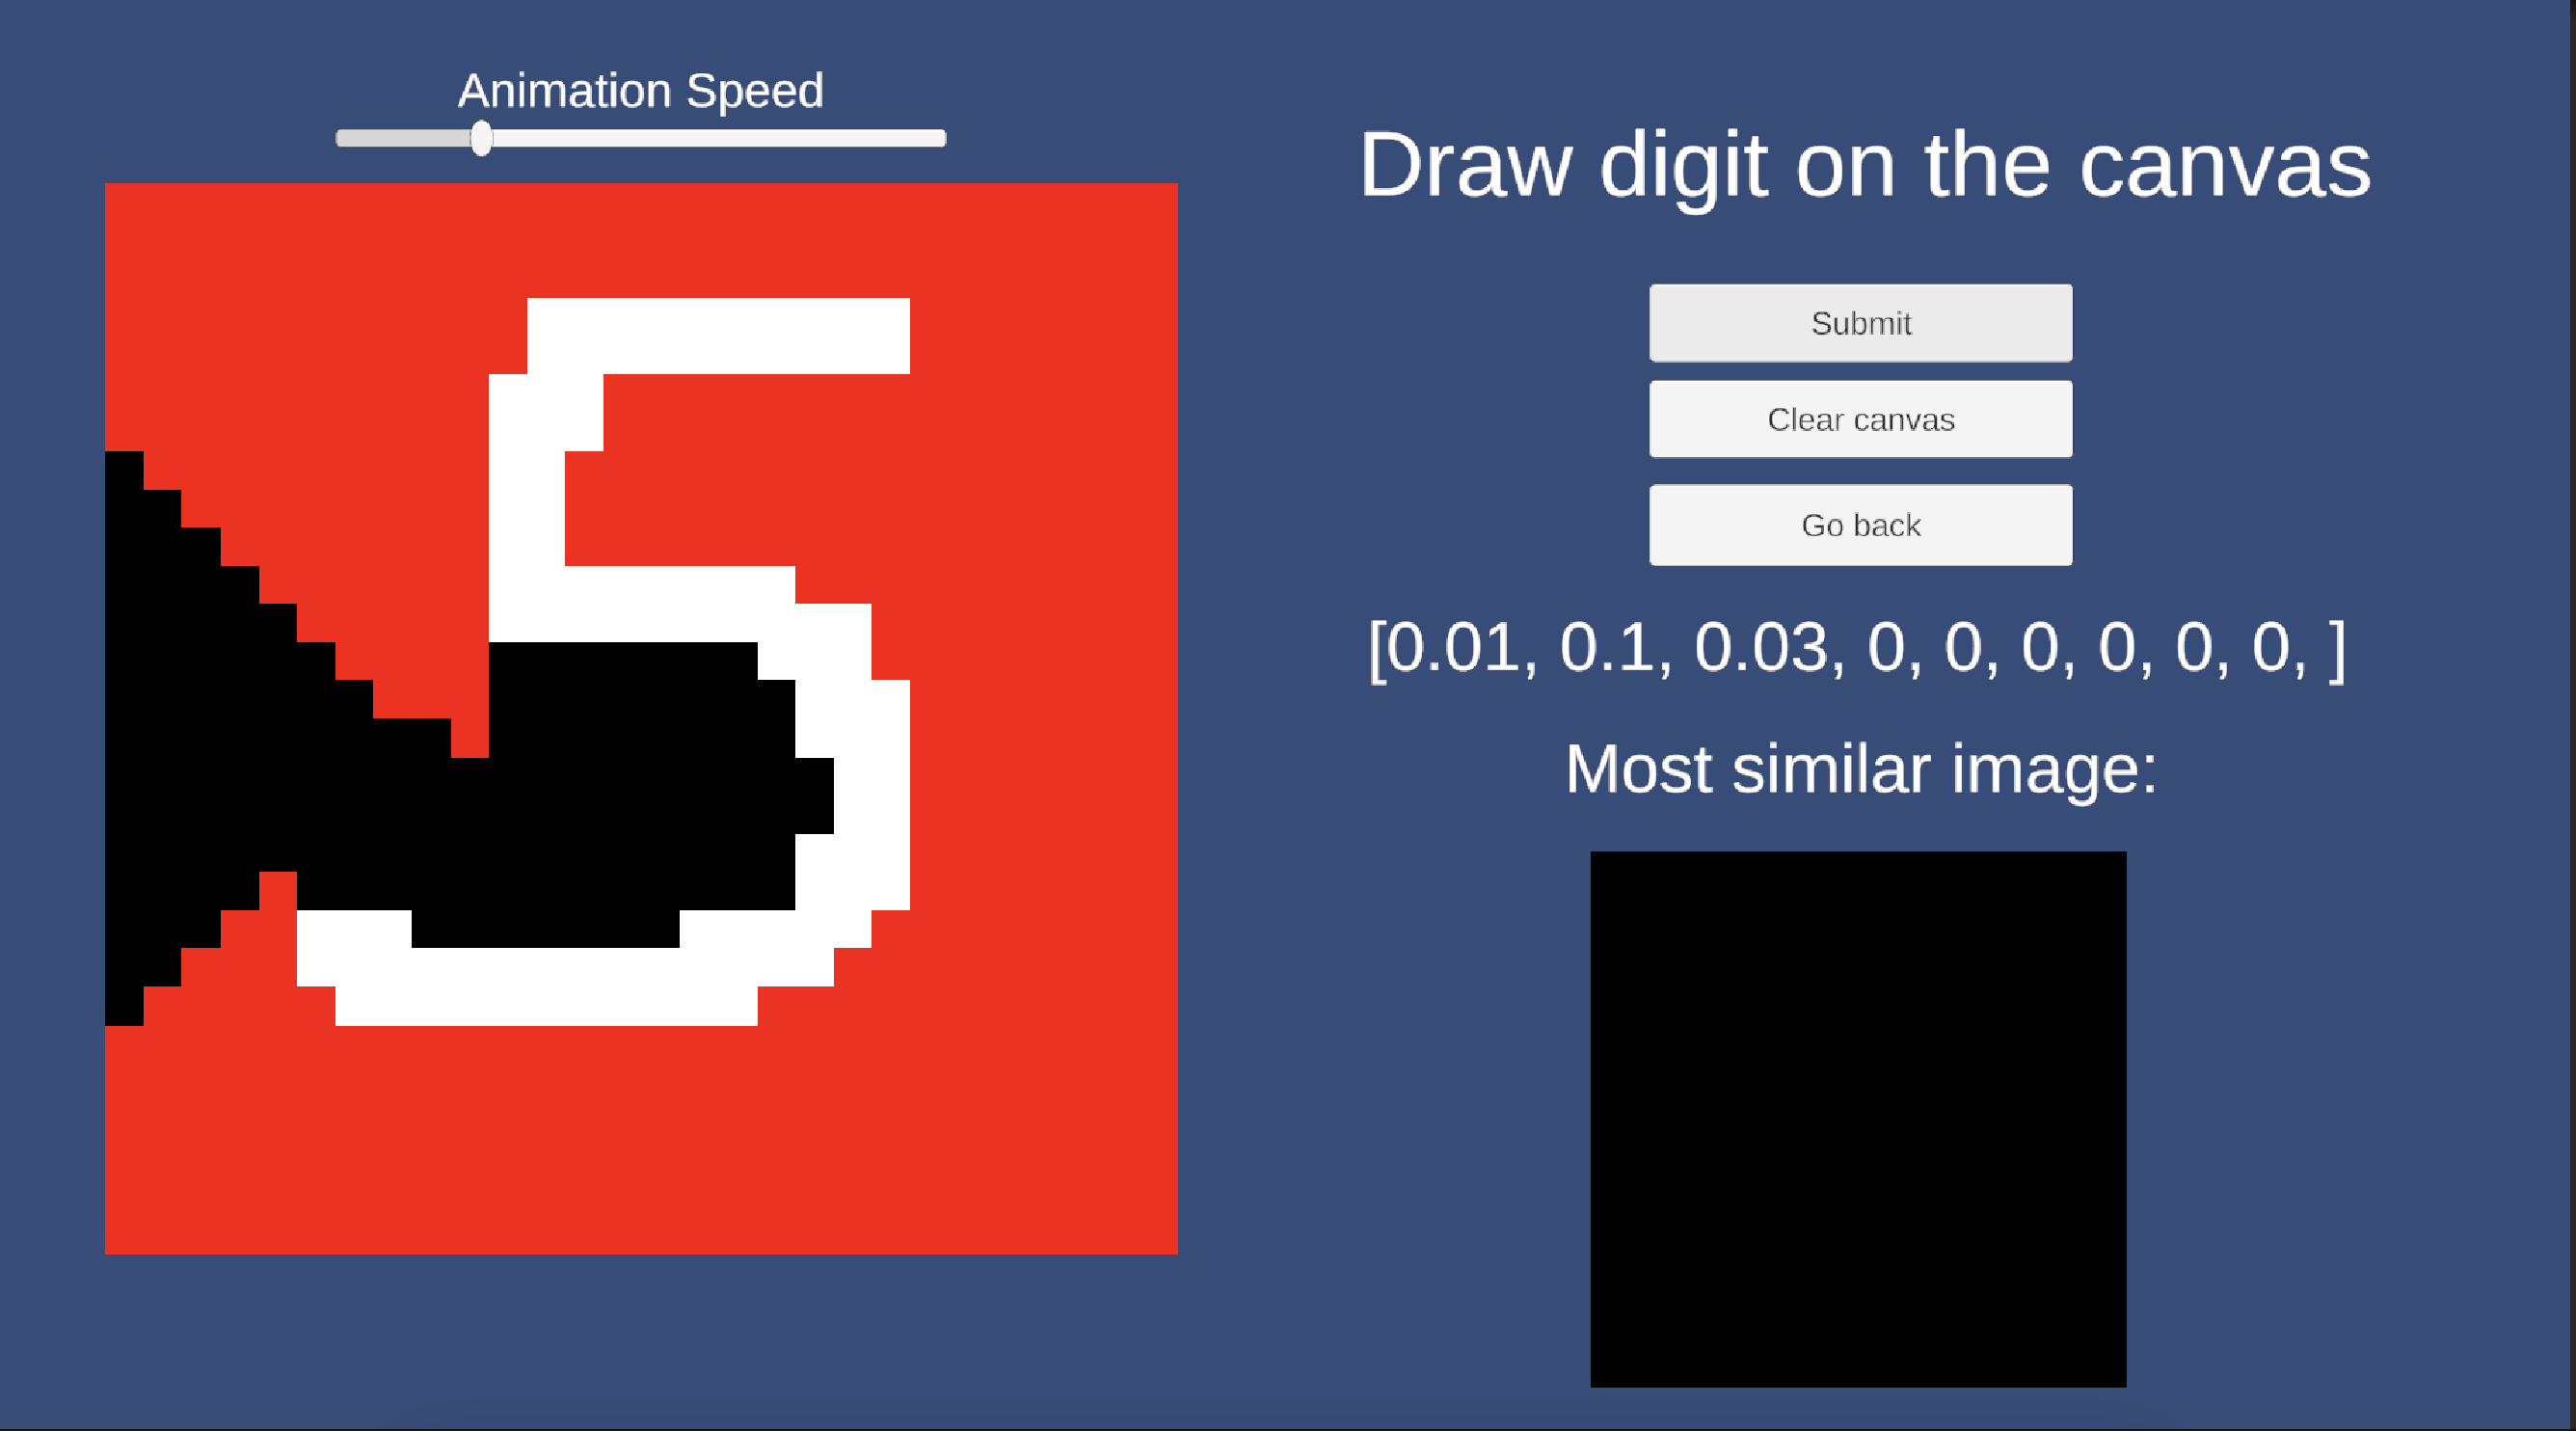 Animation Speed
Draw digit on the canvas
Submit
Clear canvas
Go back
[0.01, 0.1, 0.03, 0, 0, 0, 0, 0, 0, ]
Most similar image:
5